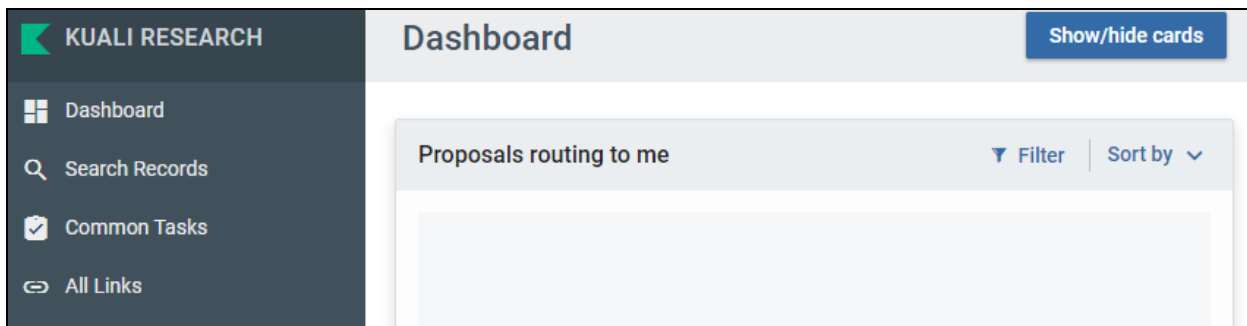 KUALI RESEARCH
Dashboard
Search Records
Common Tasks
All Links
Dashboard
Show/hide cards
Proposals routing to me
Filter
Sort by